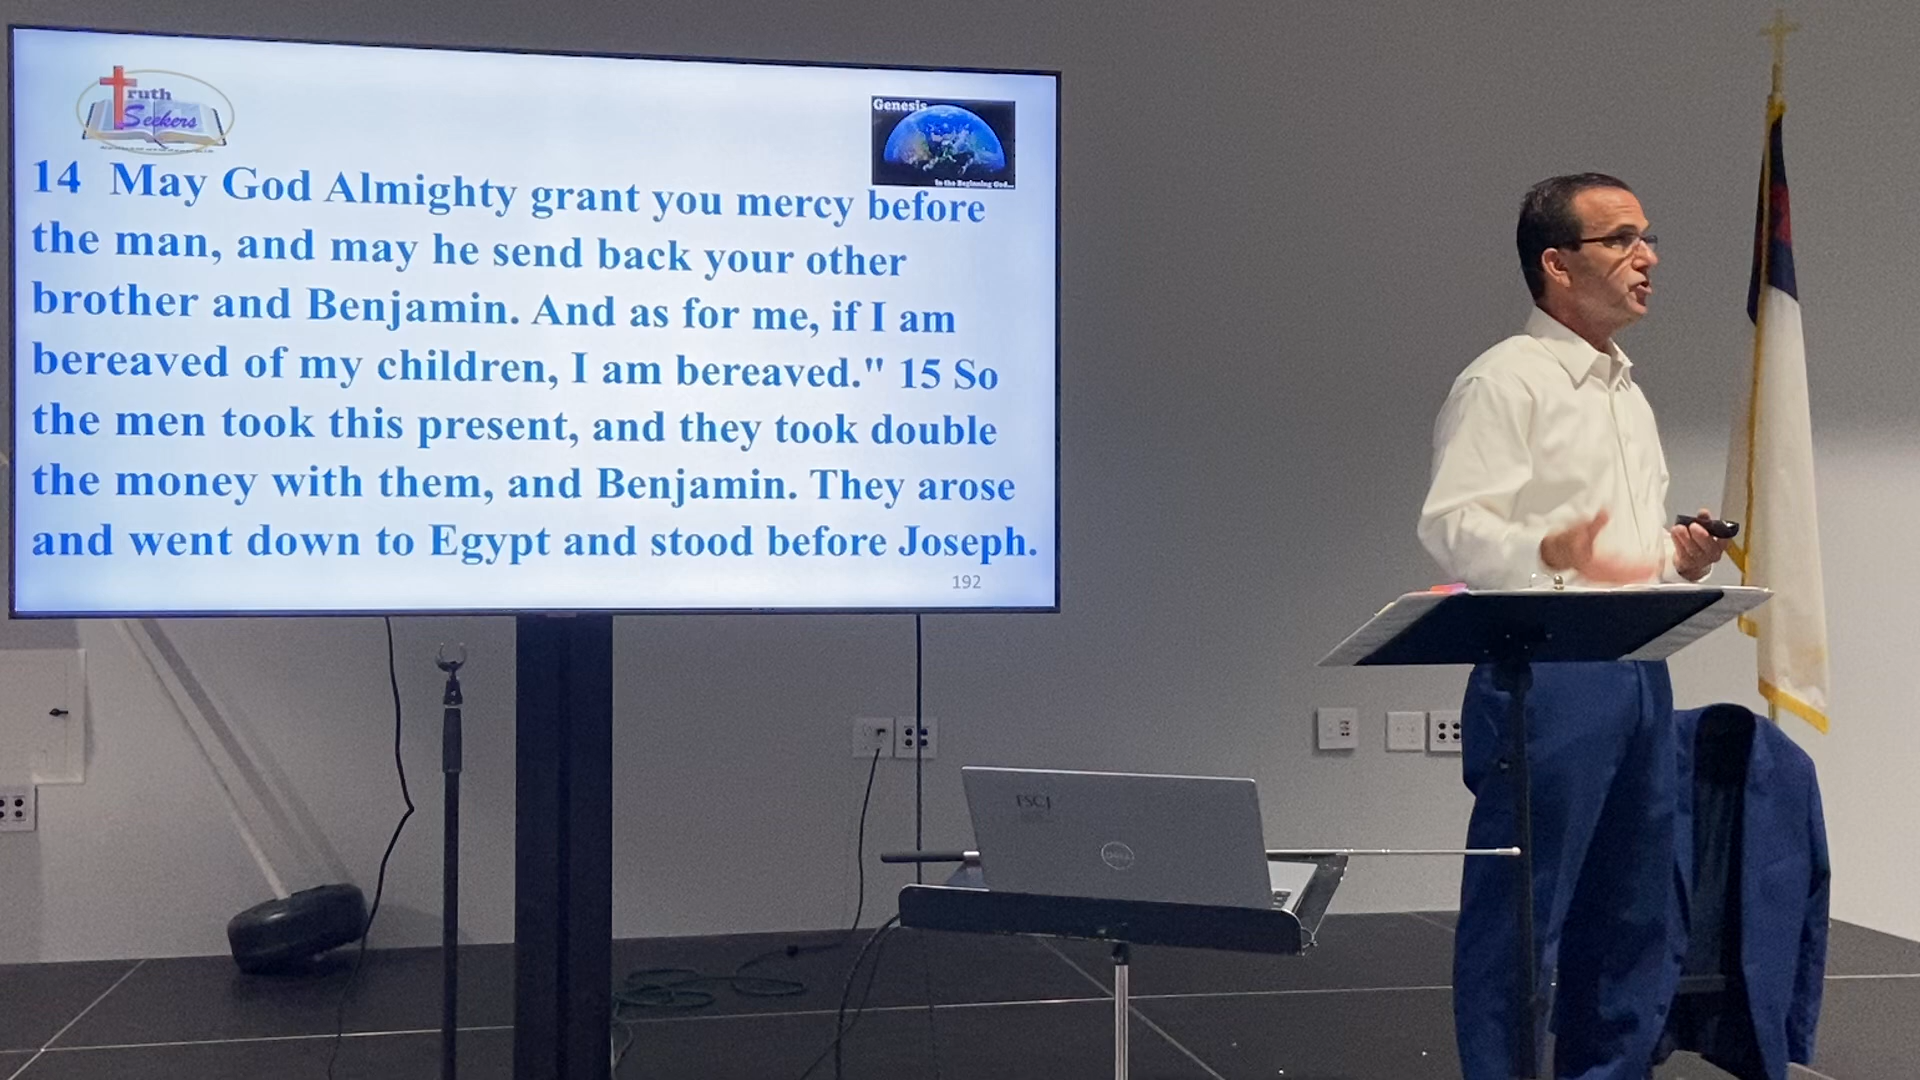 Truth
Seekers
Genesis
In the Beginning God...
14 May God Almighty grant you mercy before
the man, and may he send back your other
brother and Benjamin. And as for me, if I am
bereaved of my children, I am bereaved." 15 So
the men took this present, and they took double
the money with them, and Benjamin. They arose
and went down to Egypt and stood before Joseph.
192
FSCJ
DELL